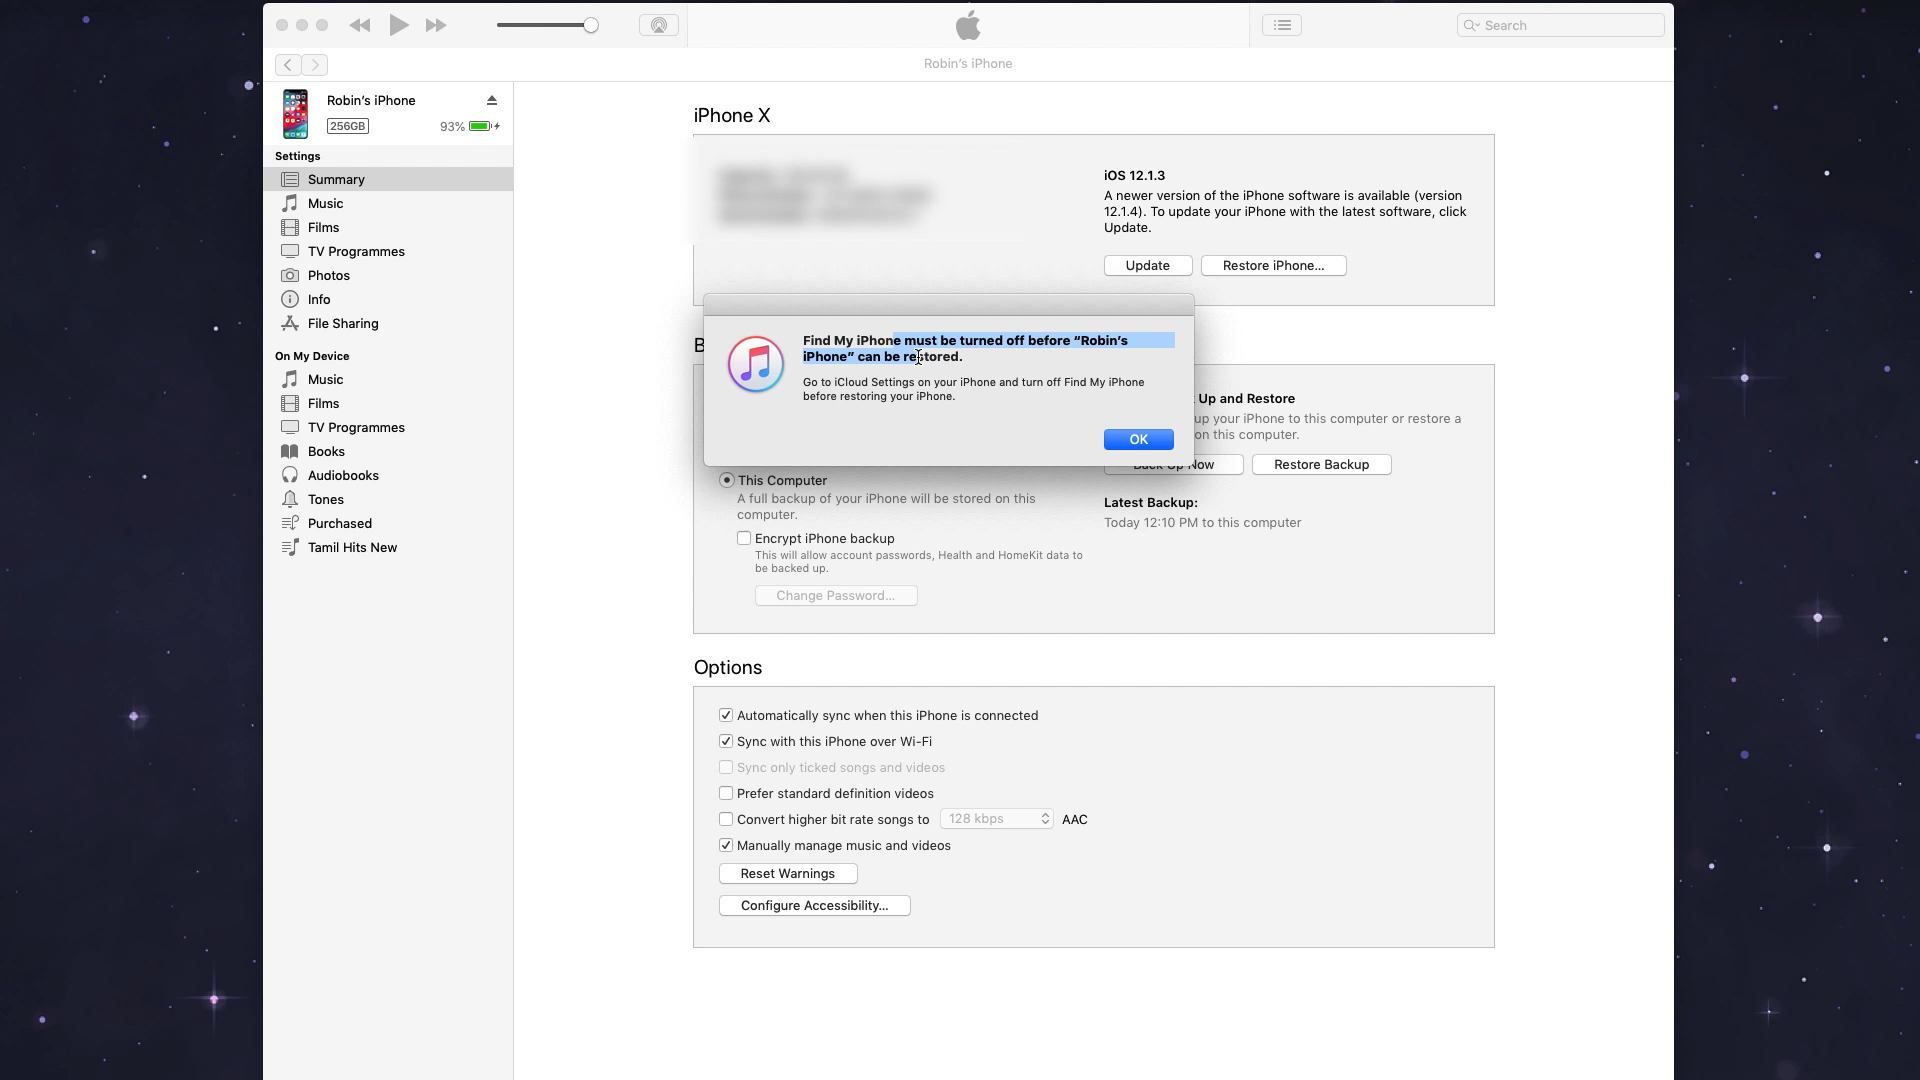 Search
Robin's iPhone
Robin's iPhone
256GB
93%
Settings
Summary
Music
Films
TV Programmes
Photos
Info
File Sharing
On My Device
Music
Films
TV Programmes
Books
Audiobooks
Tones
Purchased
Tamil Hits New
iPhone X
iOS 12.1.3
A newer version of the iPhone software is available (version
12.1.4). To update your iPhone with the latest software, click
Update.
Update
Restore iPhone...
B
Find My iPhone must be turned off before “Robin’s
iPhone” can be restored.
Go to iCloud Settings on your iPhone and turn off Find My iPhone
before restoring your iPhone.
OK
Up and Restore
up your iPhone to this computer or restore a
on this computer.
Back Up Now
Restore Backup
This Computer
A full backup of your iPhone will be stored on this
computer.
Encrypt iPhone backup
This will allow account passwords, Health and HomeKit data to
be backed up.
Change Password...
Latest Backup:
Today 12:10 PM to this computer
Options
Automatically sync when this iPhone is connected
Sync with this iPhone over Wi-Fi
Sync only ticked songs and videos
Prefer standard definition videos
Convert higher bit rate songs to 128 kbps AAC
Manually manage music and videos
Reset Warnings
Configure Accessibility...